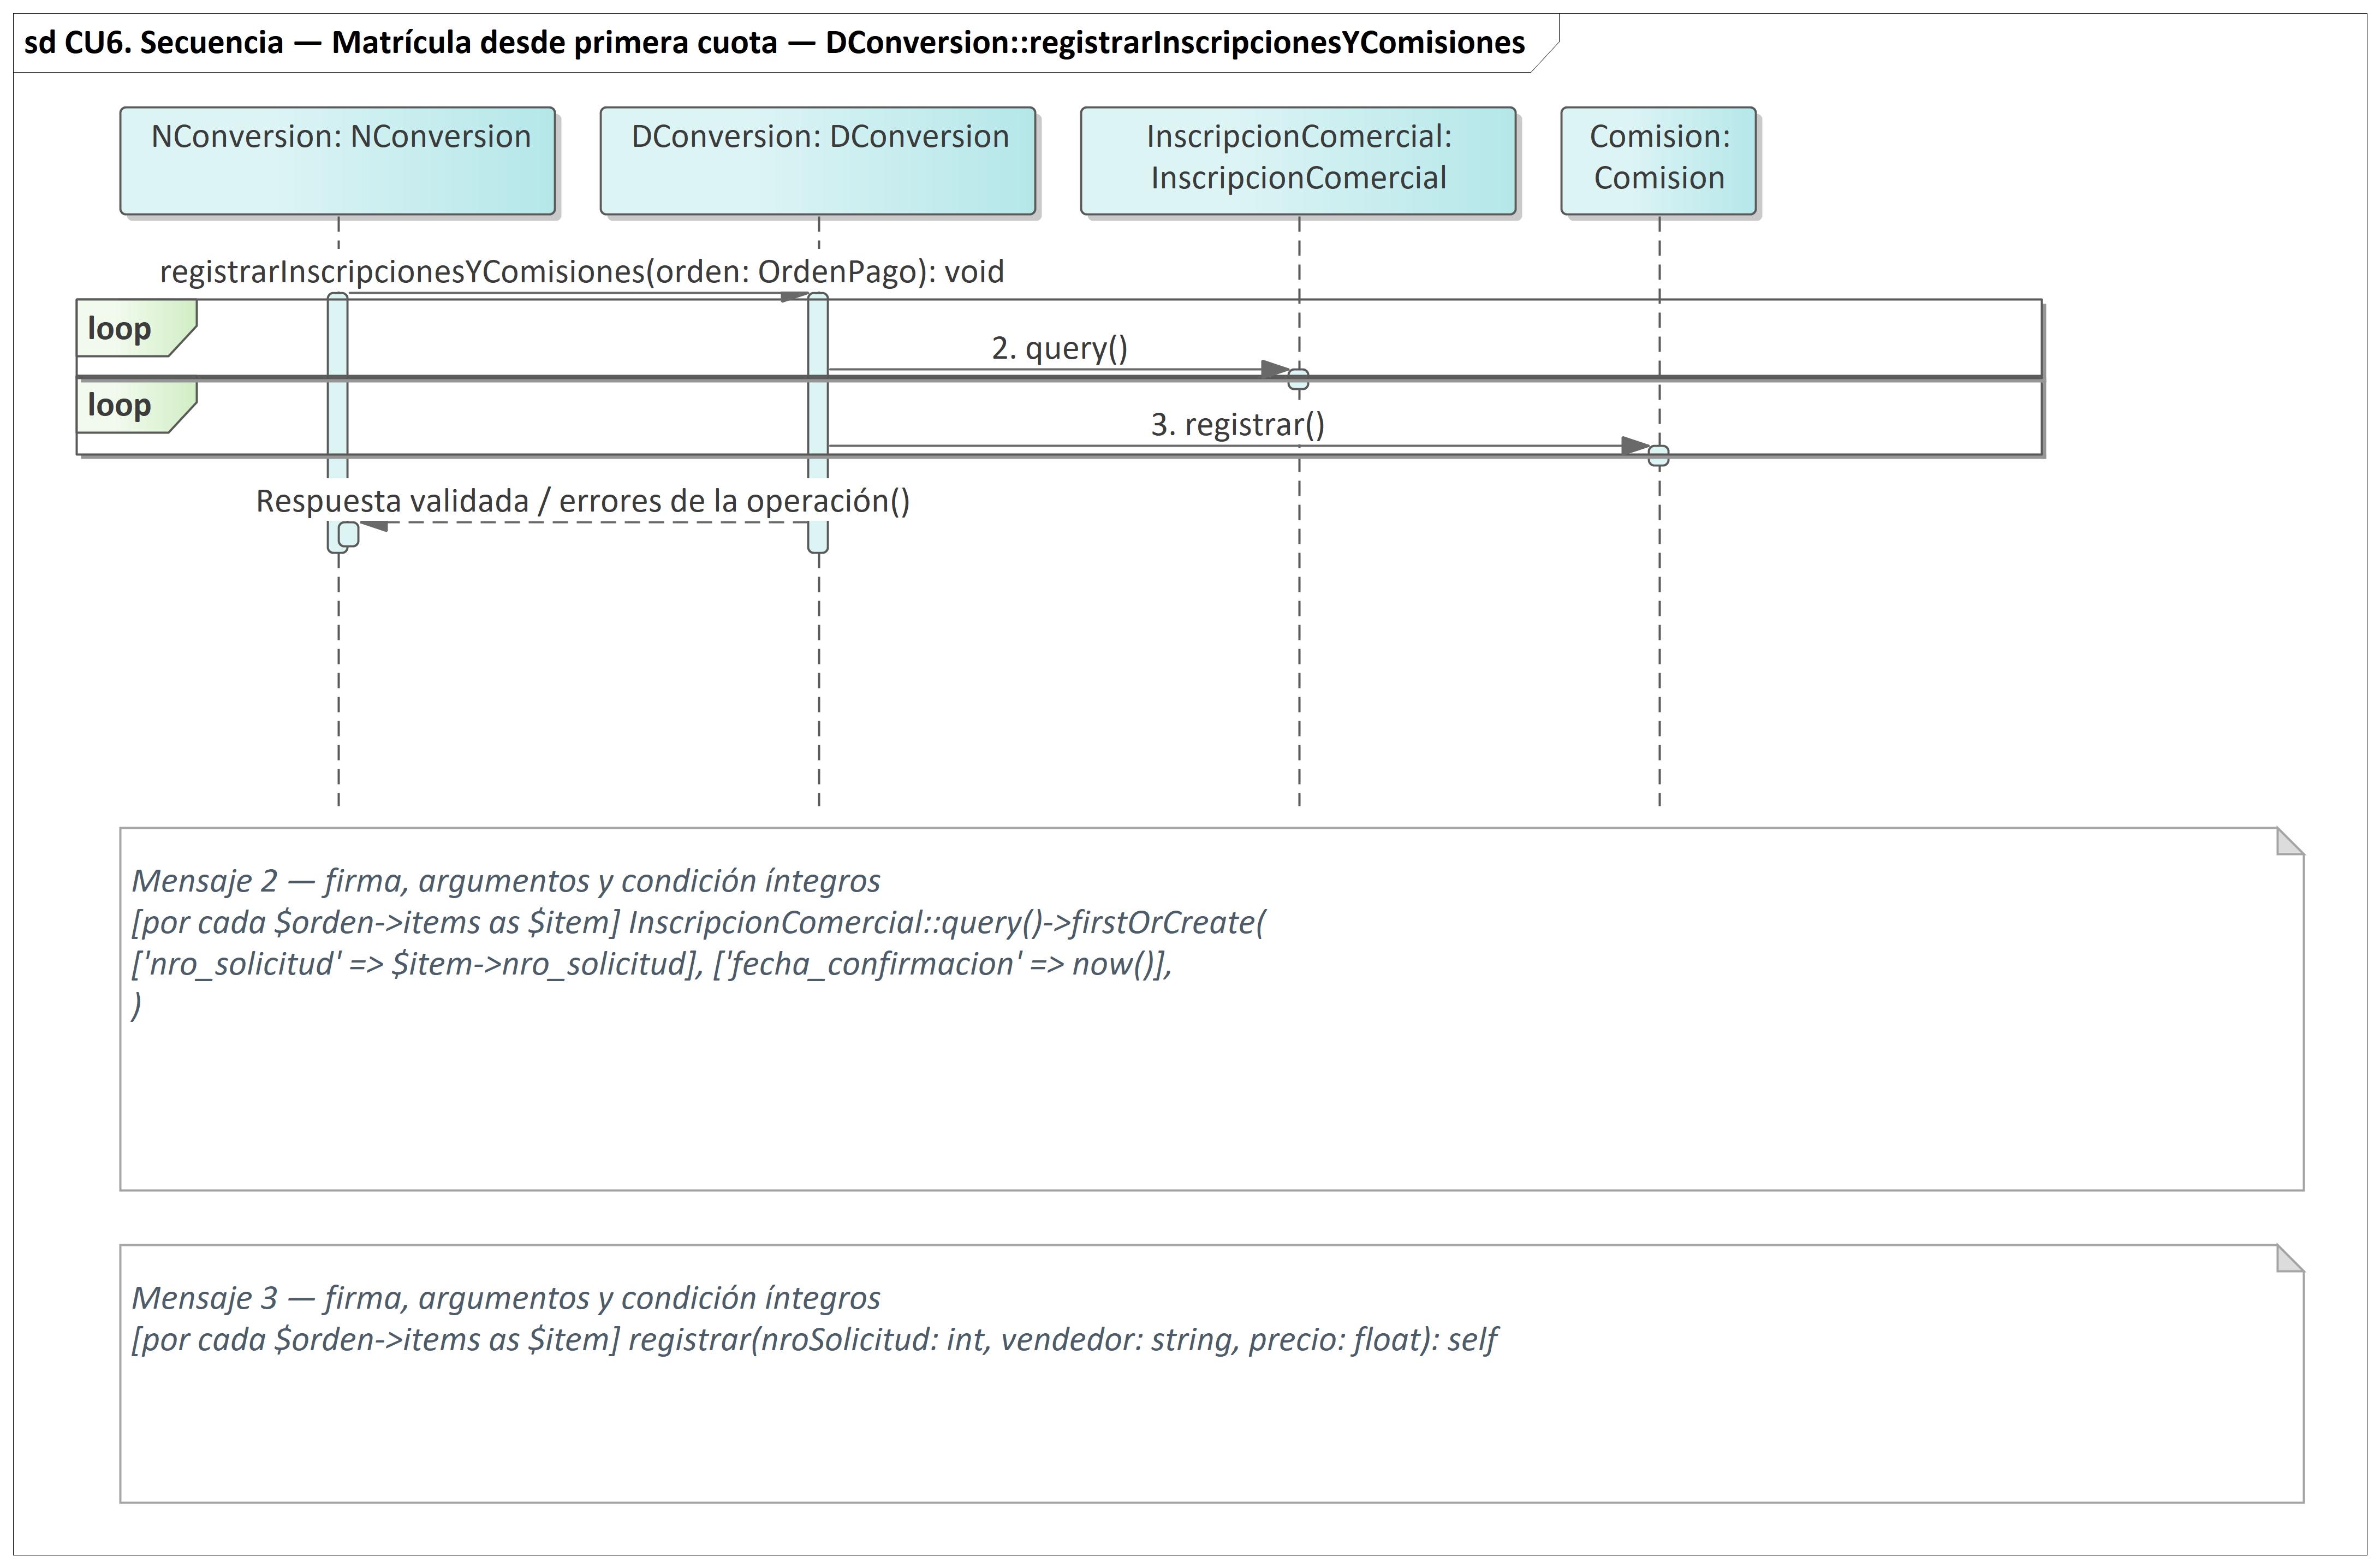 sd CU6. Secuencia — Matrícula desde primera cuota — DConversion::registrarInscripcionesYComisiones
NConversion: NConversion
DConversion: DConversion
InscripcionComercial:
InscripcionComercial
Comision:
Comision
registrarInscripcionesYComisiones(orden: OrdenPago): void
loop
2. query()
loop
3. registrar()
Respuesta validada / errores de la operación()
Mensaje 2 — firma, argumentos y condición íntegros
[por cada $orden->items as $item] InscripcionComercial::query()->firstOrCreate(
['nro_solicitud' => $item->nro_solicitud], ['fecha_confirmacion' => now()],
)
Mensaje 3 — firma, argumentos y condición íntegros
[por cada $orden->items as $item] registrar(nroSolicitud: int, vendedor: string, precio: float): self